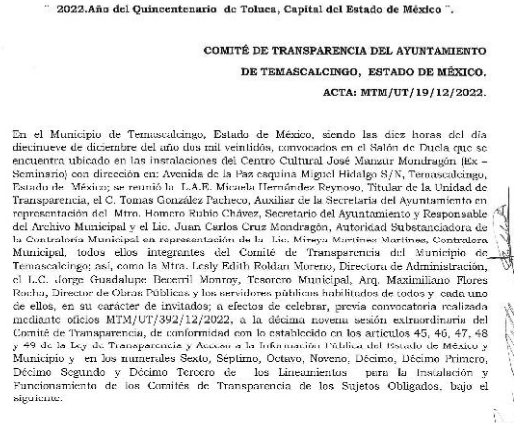 ¨ 2022.Año del Quincentenario de Toluca, Capital del Estado de México ¨.
COMITÉ DE TRANSPARENCIA DEL AYUNTAMIENTO
DE TEMASCALCINGO, ESTADO DE MÉXICO.
ACTA: MTM/UT/19/12/2022.
En el Municipio de Temascalcingo, Estado de México, siendo las diez horas del día
diecinueve de diciembre del año dos mil veintidós, convocados en el Salón de Duela que se
encuentra ubicado en las instalaciones del Centro Cultural José Manzur Mondragón (Ex –
Seminario) con dirección en: Avenida de la Paz esquina Miguel Hidalgo S/N, Temascalcingo,
Estado de México; se reunió la L.A.E. Micaela Hernández Reynoso, Titular de la Unidad de
Transparencia, el C. Tomas González Pacheco, Auxiliar de la Secretaria del Ayuntamiento en
representación del Mtro. Homero Rubio Chávez, Secretario del Ayuntamiento y Responsable
del Archivo Municipal y el Lic. Juan Carlos Cruz Mondragón, Autoridad Substanciadora de
la Contraloría Municipal en representación de la Lic. Mireya Martínez Martínez, Contralora
Municipal, todos ellos integrantes del Comité de Transparencia del Municipio de
Temascalcingo; así, como la Mtra. Lesly Edith Roldan Moreno, Directora de Administración,
el L.C. Jorge Guadalupe Becerril Monroy, Tesorero Municipal, Arq. Maximiliano Flores
Rocha, Director de Obras Públicas y los servidores públicos habilitados de todos y cada uno
de ellos, en su carácter de invitados; a efectos de celebrar, previa convocatoria realizada
mediante oficios MTM/UT/392/12/2022, a la décima novena sesión extraordinaria del
Comité de Transparencia, de conformidad con lo establecido en los artículos 45, 46, 47, 48
y 49 de la Ley de Transparencia y Acceso a la Información Pública del Estado de México y
Municipio y en los numerales Sexto, Séptimo, Octavo, Noveno, Décimo, Décimo Primero,
Décimo Segundo y Décimo Tercero de los Lineamientos para la Instalación y
Funcionamiento de los Comités de Transparencia de los Sujetos Obligados, bajo el
siguiente: